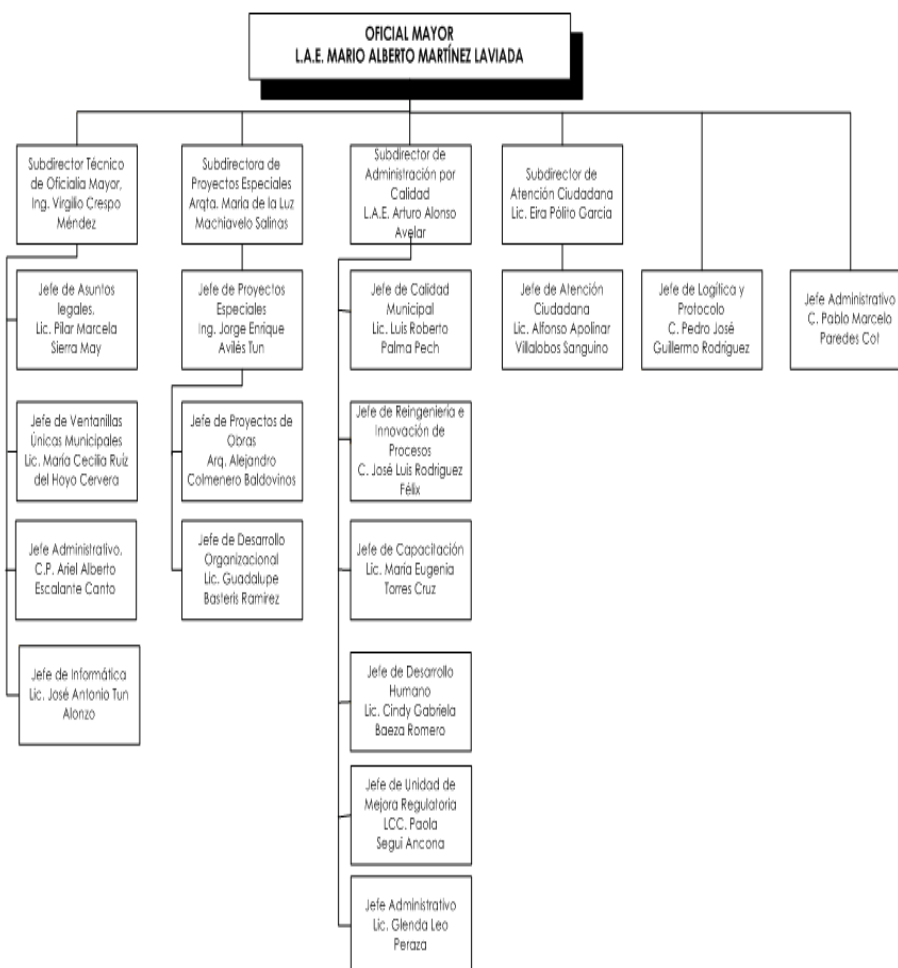 OFICIAL MAYOR
L.A.E. MARIO ALBERTO MARTÍNEZ LAVIADA
Subdirector Técnico
de Oficialia Mayor,
Ing. Virgilio Crespo
Méndez
Subdirectora de
Proyectos Especiales
Arqta. Maria de la Luz
Machiavelo Salinas
Subdirector de
Administración por
Calidad
L.A.E. Arturo Alonso
Avelar
Subdirector de
Atención Ciudadana
Lic. Eira Pólito Garcia
Jefe de Asuntos
legales,
Lic. Pilar Marcela
Sierra May
Jefe de Proyectos
Especiales
Ing. Jorge Enrique
Avilés Tun
Jefe de Calidad
Municipal
Lic. Luis Roberto
Palma Pech
Jefe de Atención
Ciudadana
Lic. Alfonso Apolinar
Villalobos Sanguino
Jefe de Logítica y
Protocolo
C. Pedro José
Guillermo Rodríguez
Jefe Administrativo
C. Pablo Marcelo
Paredes Cot
Jefe de Ventanillas
Únicas Municipales
Lic. María Cecilia Ruiz
del Hoyo Cervera
Jefe de Proyectos de
Obras
Arq. Alejandro
Colmenero Baldovinos
Jefe de Reingeniería e
Innovación de
Procesos
C. José Luis Rodriguez
Félix
Jefe Administrativo,
C.P. Ariel Alberto
Escalante Canto
Jefe de Desarrollo
Organizacional
Lic. Guadalupe
Basteris Ramirez
Jefe de Capacitación
Lic. María Eugenia
Torres Cruz
Jefe de Informática
Lic. José Antonio Tun
Alonzo
Jefe de Desarrollo
Humano
Lic. Cindy Gabriela
Baeza Romero
Jefe de Unidad de
Mejora Regulatoria
LCC. Paola
Segui Ancona
Jefe Administrativo
Lic. Glenda Leo
Peraza